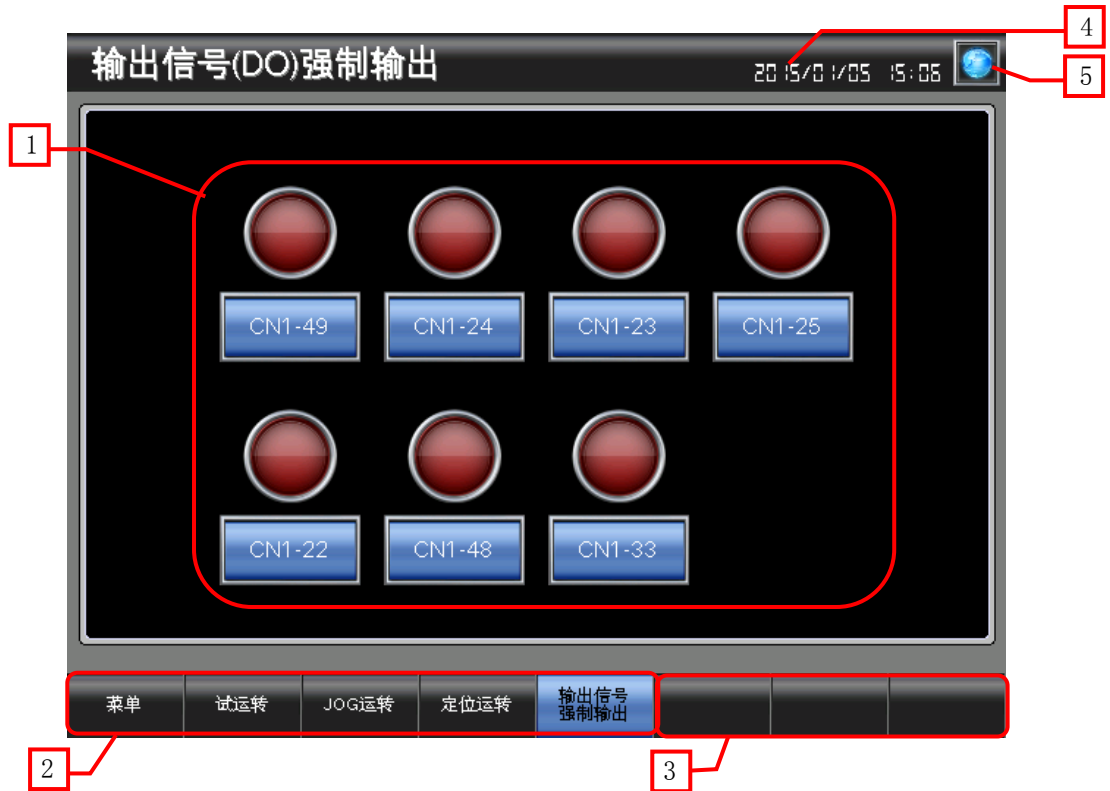 4
输出信号(DO)强制输出
2015/01/05 15:06
5
1
CN1-49
CN1-24
CN1-23
CN1-25
CN1-22
CN1-48
CN1-33
菜单
试运转
JOG运转
定位运转
输出信号
强制输出
2
3